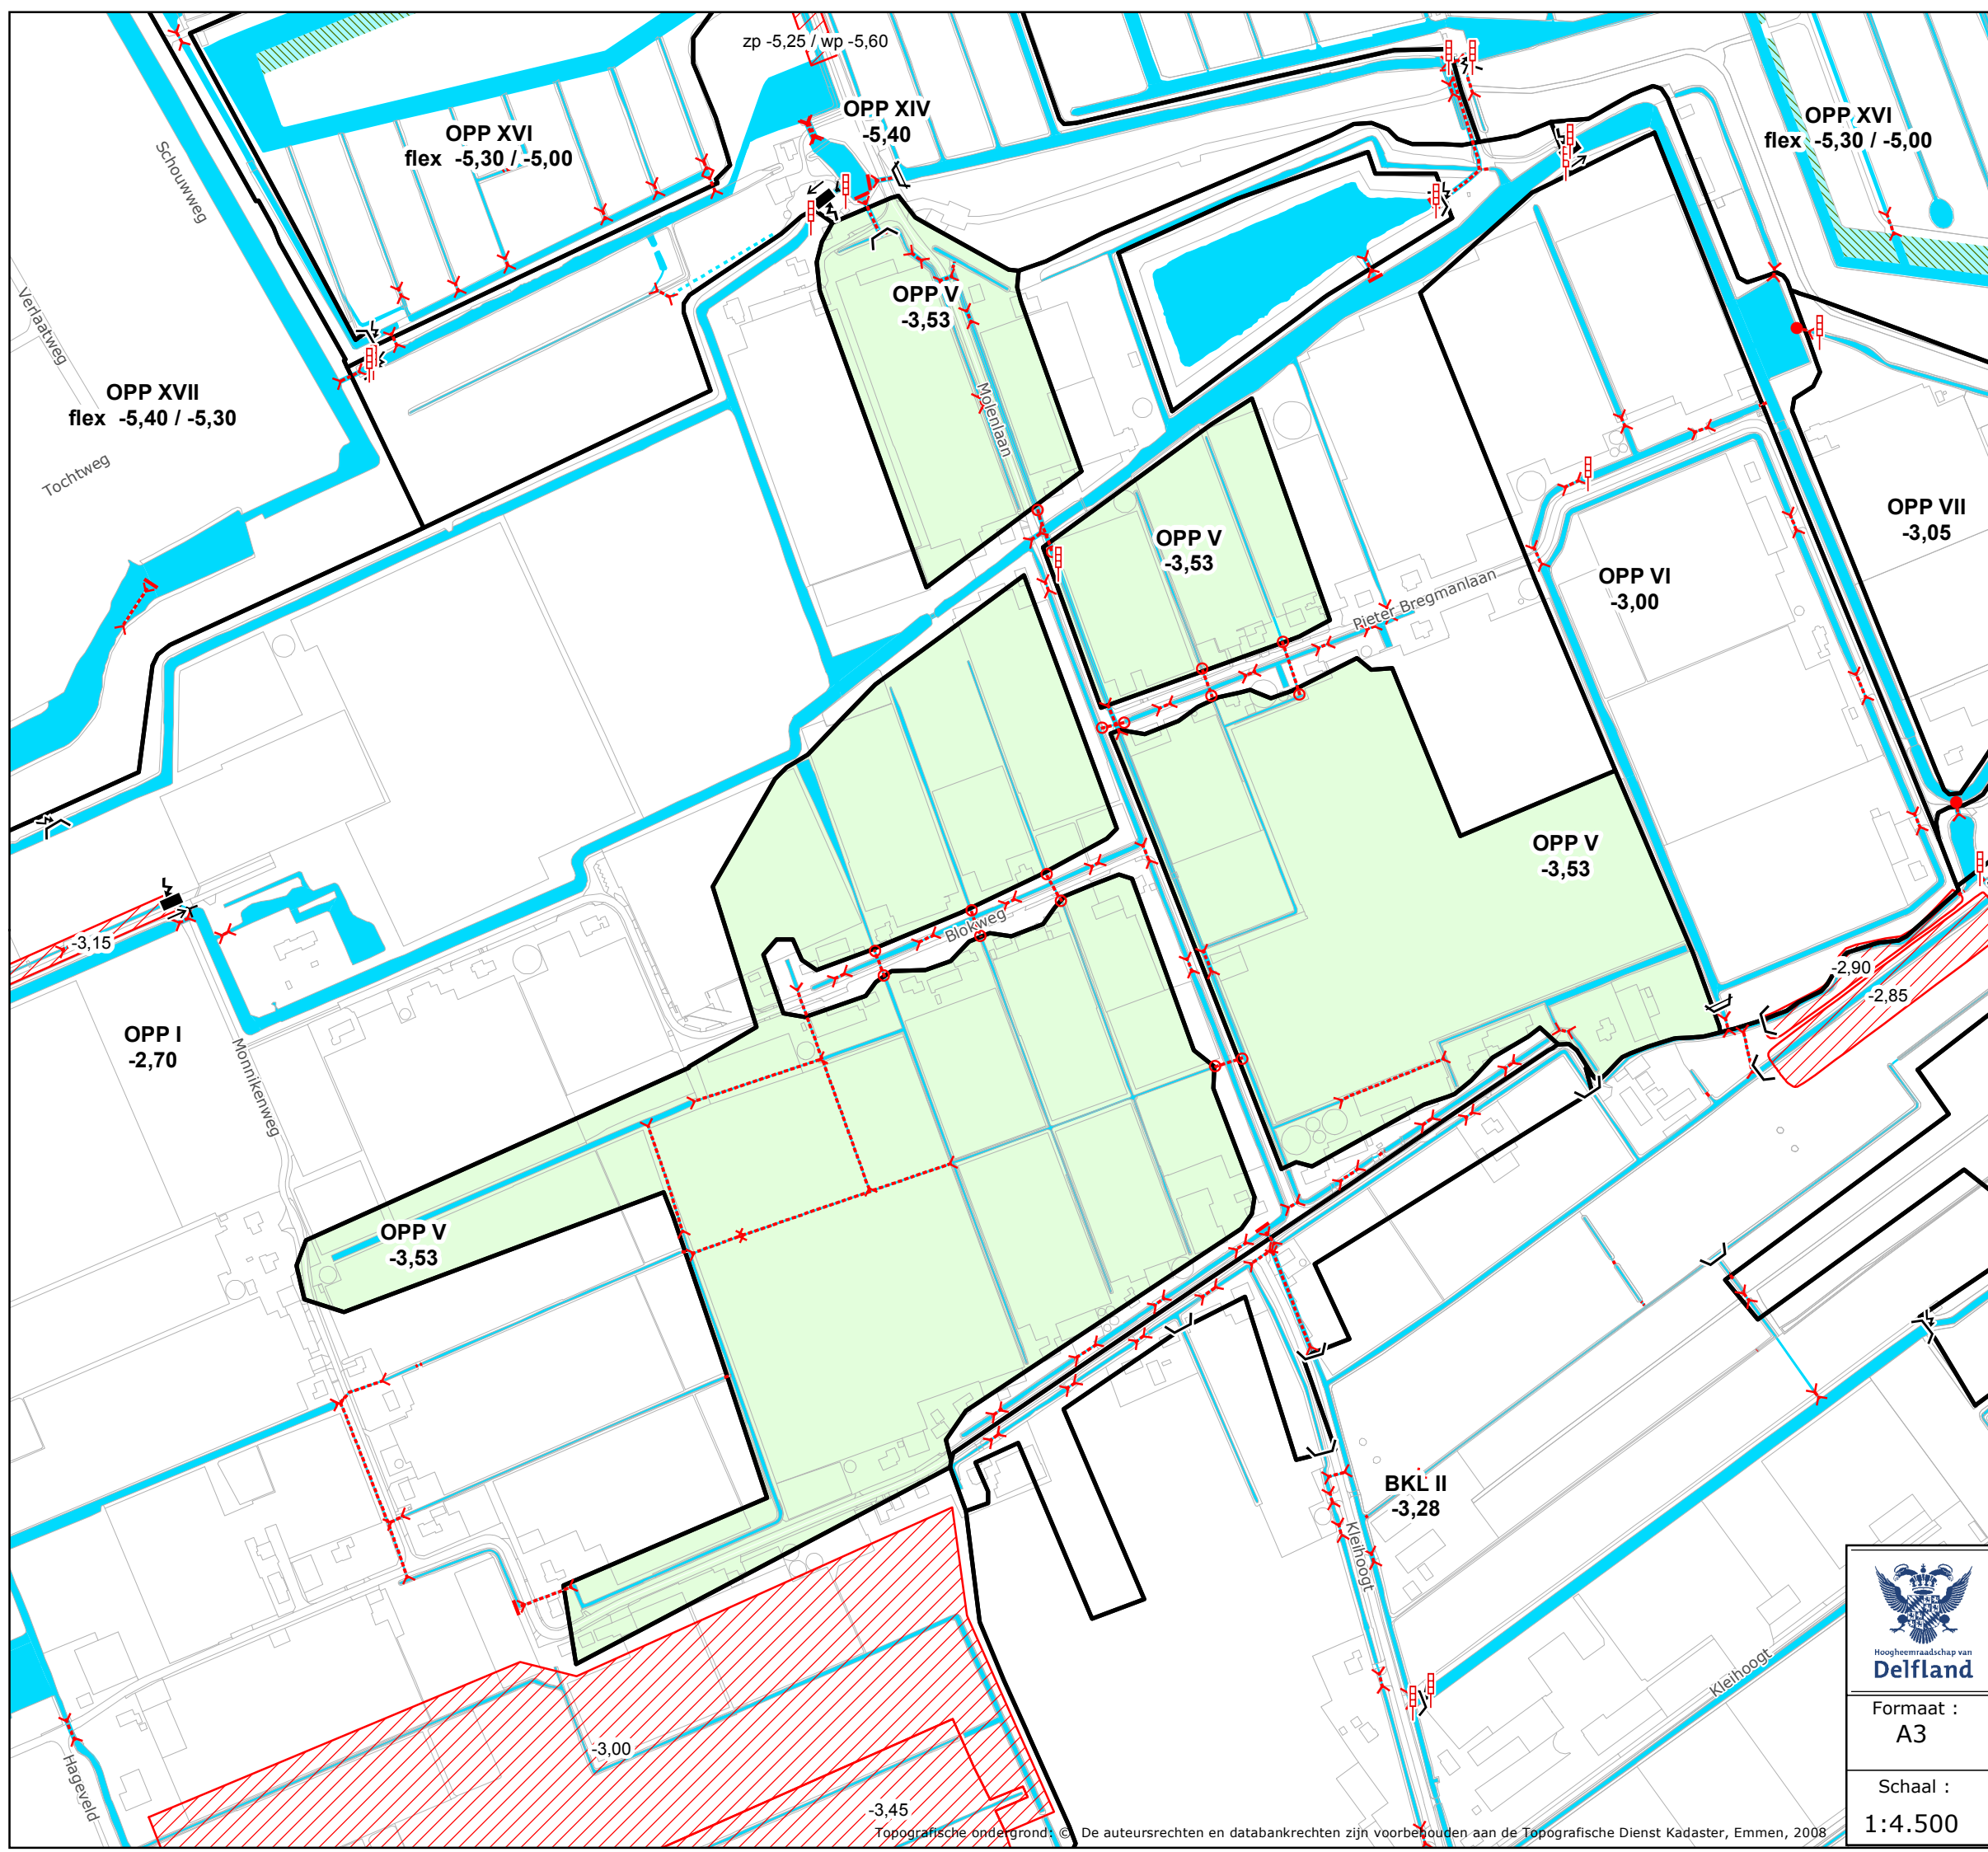 zp -5,25 / wp -5,60
OPP XVI
flex -5,30 / -5,00
OPP XIV
-5,40
OPP XVI
flex -5,30 / -5,00
Schouwweg
Verlaatweg
OPP V
-3,53
OPP XVII
flex -5,40 / -5,30
Molenlaan
Tochtweg
OPP VII
-3,05
OPP V
-3,53
OPP VI
-3,00
Pieter Bregmanlaan
OPP V
-3,53
Blokweg
-3,15
-2,90
-2,85
OPP I
-2,70
Monnikenweg
OPP V
-3,53
BKL II
-3,28
Kleihoogt
Kleihoogt
Hageveld
-3,00
-3,45
Hoogheemraadschap van
Delfland
Formaat :
A3
Schaal :
1:4.500
Topografische ondergrond: © De auteursrechten en databankrechten zijn voorbehouden aan de Topografische Dienst Kadaster, Emmen, 2008